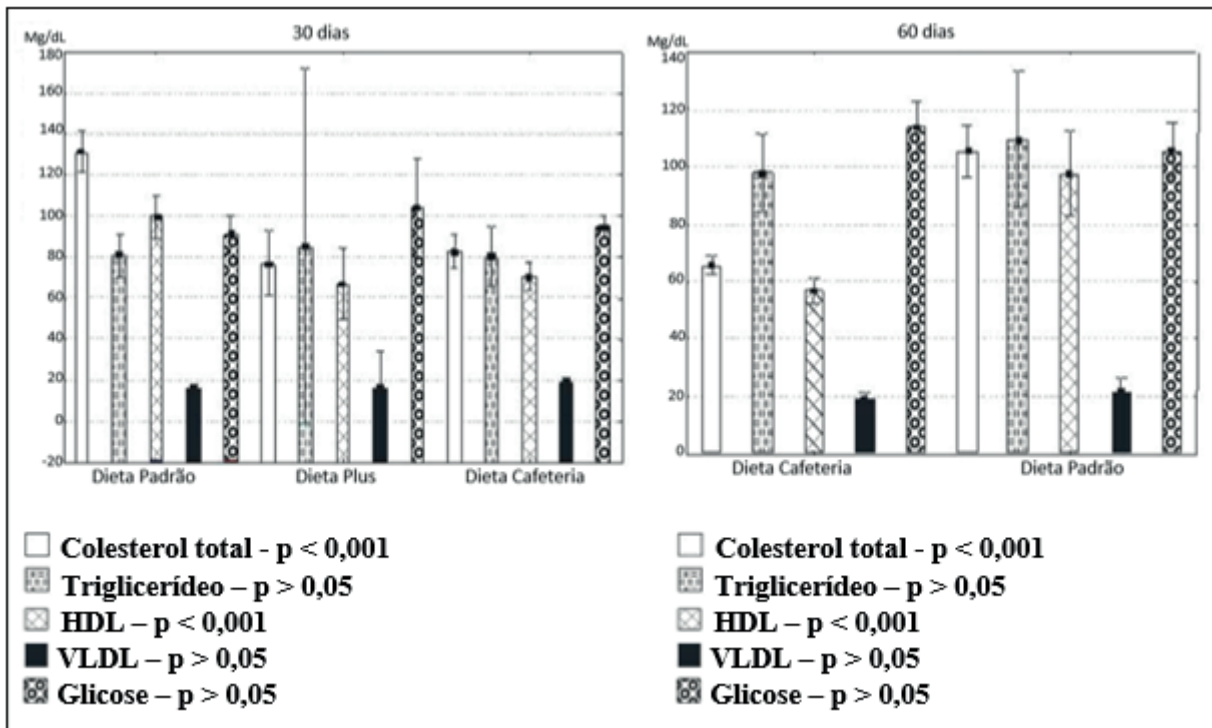 30 dias
Mg/dL
180
160
140
120
100
80
60
40
20
0
-20
Dieta Padrão Dieta Plus Dieta Cafeteria
Colesterol total - p < 0,001
Triglicerídeo – p > 0,05
HDL – p < 0,001
VLDL – p > 0,05
Glicose – p > 0,05
60 dias
Mg/dL
140
120
100
80
60
40
20
0
Dieta Cafeteria Dieta Padrão
Colesterol total - p < 0,001
Triglicerídeo – p > 0,05
HDL – p < 0,001
VLDL – p > 0,05
Glicose – p > 0,05